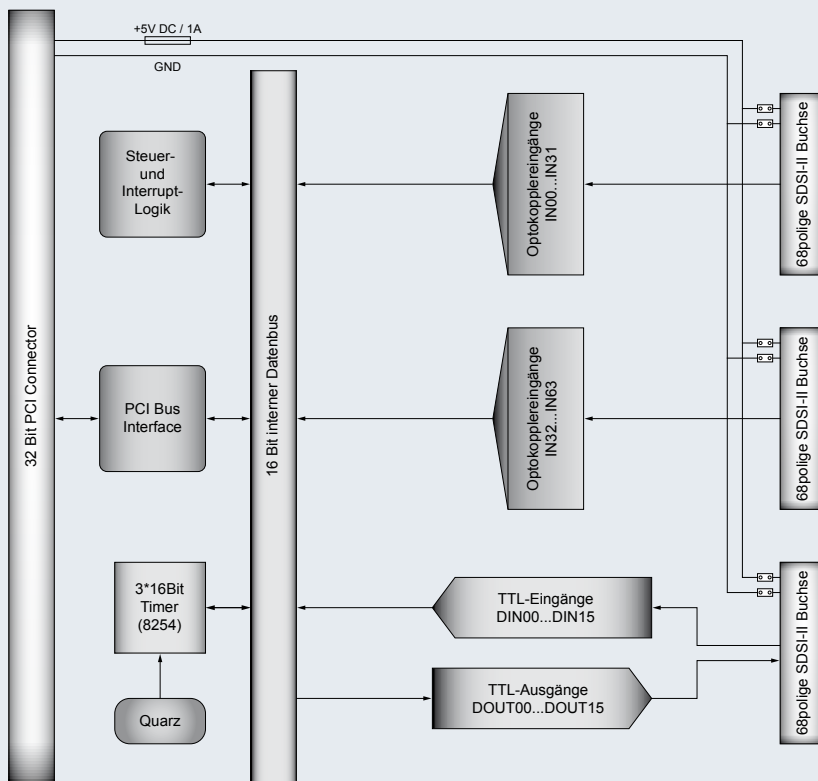 +5V DC / 1A
GND
32 Bit PCI Connector
Steuer-
und
Interrupt-
Logik
PCI Bus
Interface
3*16Bit
Timer
(8254)
Quarz
16 Bit interner Datenbus
Optokopplereingänge
IN00...IN31
Optokopplereingänge
IN32...IN63
TTL-Eingänge
DIN00...DIN15
TTL-Ausgänge
DOUT00...DOUT15
68polige SDSI-II Buchse
68polige SDSI-II Buchse
68polige SDSI-II Buchse